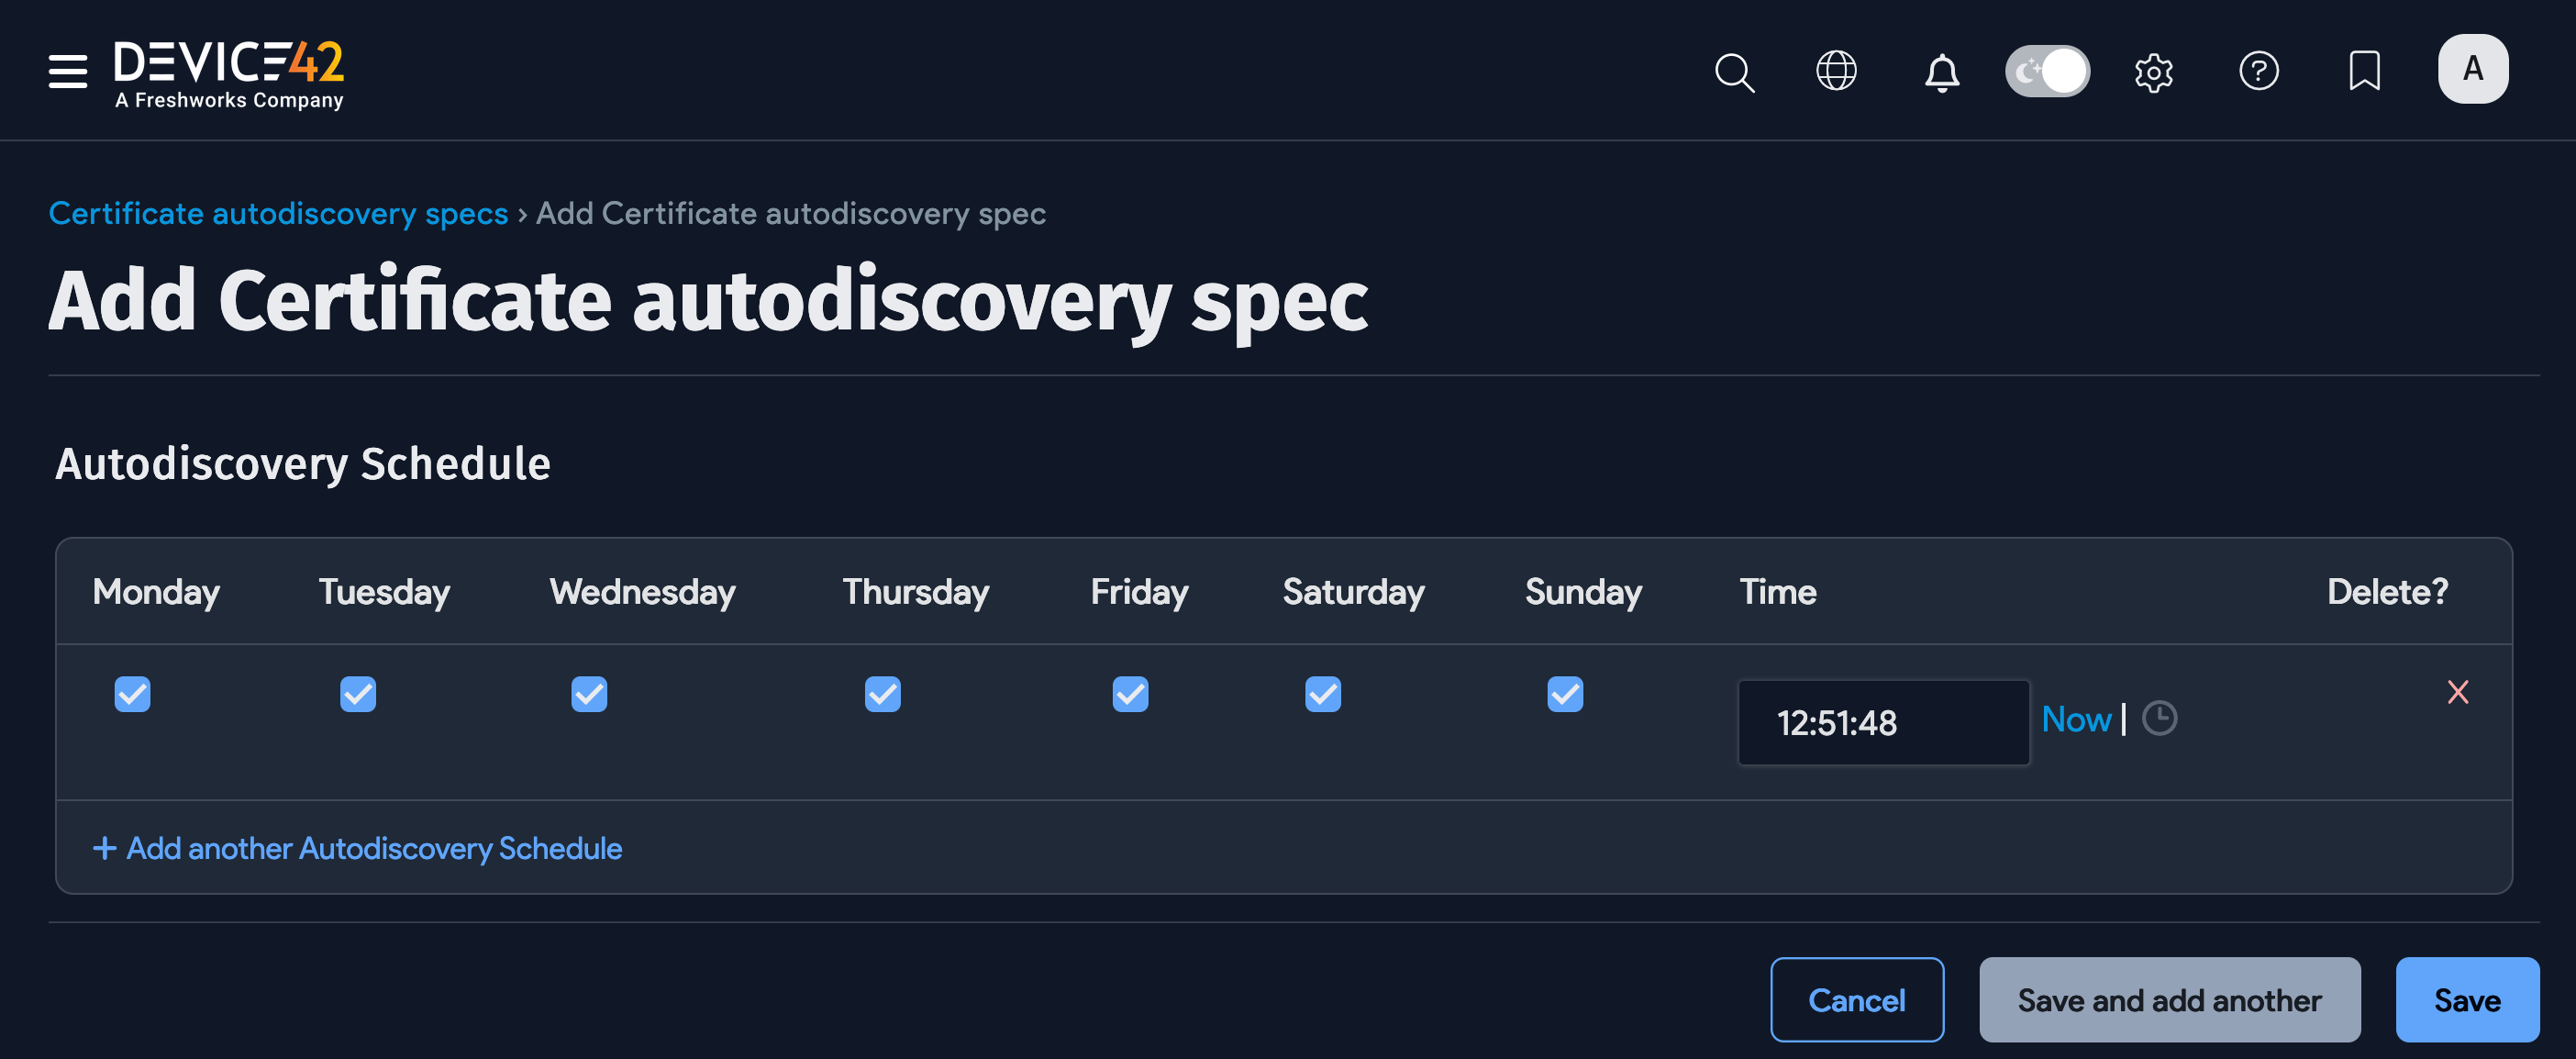 DEVICE42
A Freshworks Company
A
Certificate autodiscovery specs › Add Certificate autodiscovery spec
Add Certificate autodiscovery spec
Autodiscovery Schedule
Monday Tuesday Wednesday Thursday Friday Saturday Sunday Time Delete?
12:51:48 Now |
+ Add another Autodiscovery Schedule
Cancel Save and add another Save